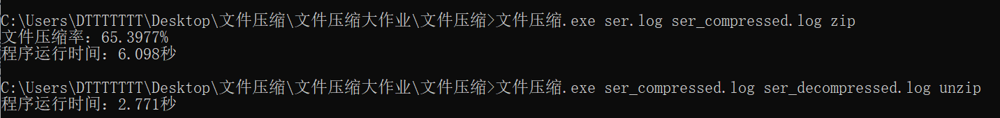 C:\Users\DTTTTTTT\Desktop\文件压缩\文件压缩大作业\文件压缩>文件压缩.exe ser.log ser_compressed.log zip
文件压缩率：65.3977%
程序运行时间：6.098秒
C:\Users\DTTTTTTT\Desktop\文件压缩\文件压缩大作业\文件压缩>文件压缩.exe ser_compressed.log ser_decompressed.log unzip
程序运行时间：2.771秒